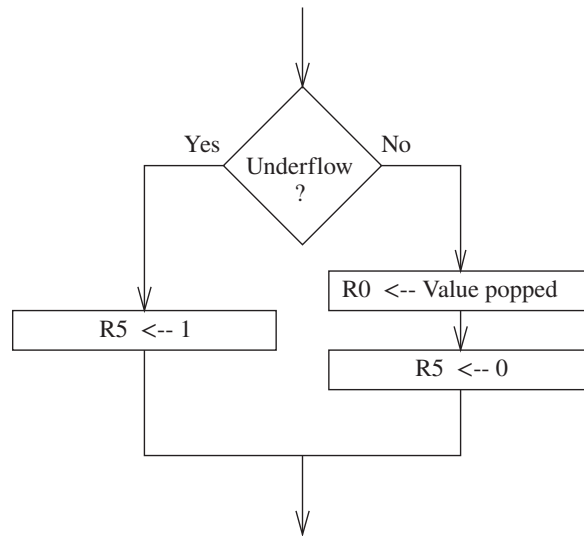 Yes
No
Underflow
?
R0 <-- Value popped
R5 <-- 1
R5 <-- 0